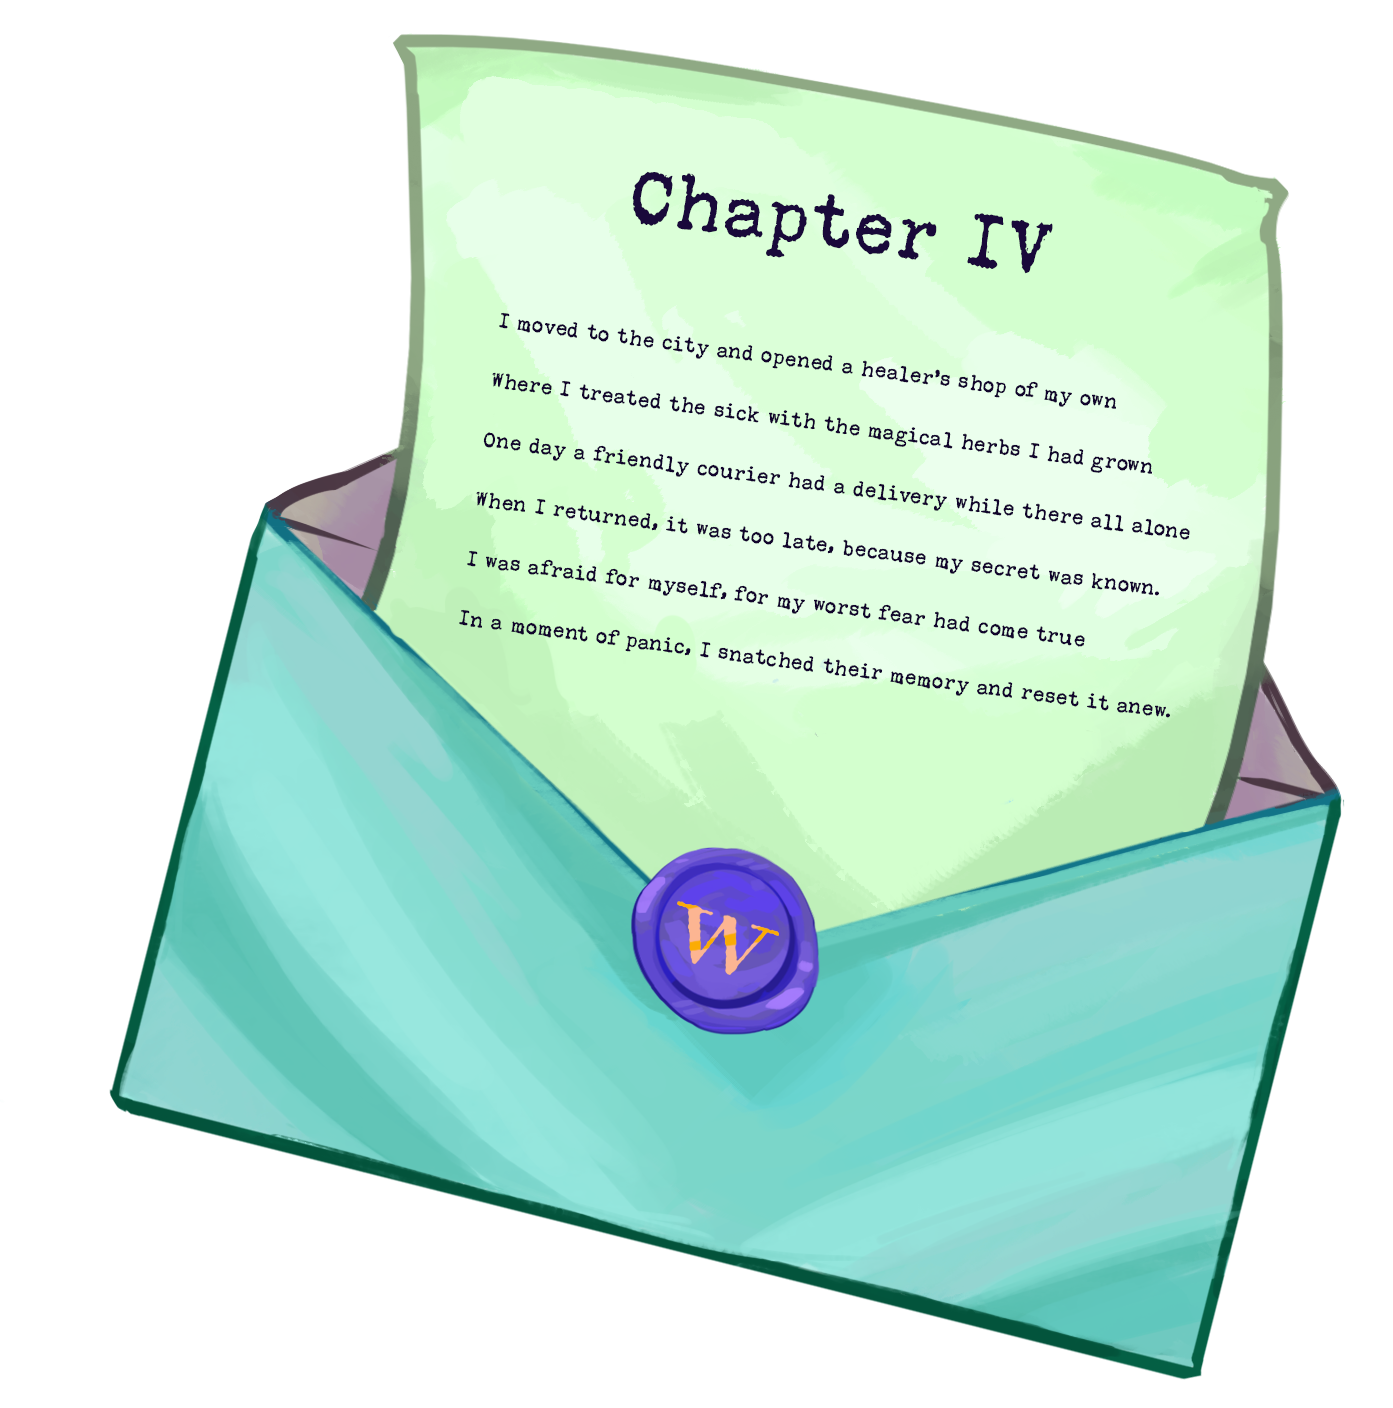 Chapter IV
I moved to the city and opened a healer's shop of my own
Where I treated the sick with the magical herbs I had grown
One day a friendly courier had a delivery while there all alone
When I returned, it was too late, because my secret was known.
I was afraid for myself, for my worst fear had come true
In a moment of panic, I snatched their memory and reset it anew.
W